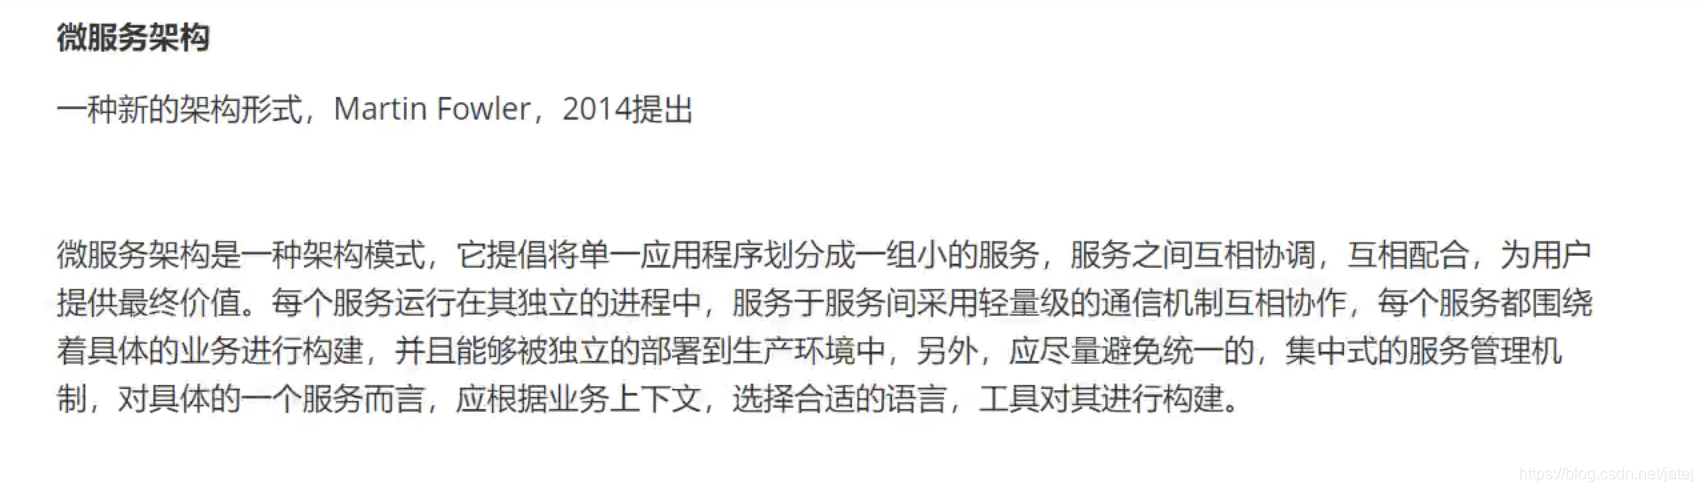 微服务架构
一种新的架构形式，Martin Fowler，2014提出
微服务架构是一种架构模式，它提倡将单一应用程序划分成一组小的服务，服务之间互相协调，互相配合，为用户
提供最终价值。每个服务运行在其独立的进程中，服务于服务间采用轻量级的通信机制互相协作，每个服务都围绕
着具体的业务进行构建，并且能够被独立的部署到生产环境中，另外，应尽量避免统一的，集中式的服务管理机
制，对具体的一个服务而言，应根据业务上下文，选择合适的语言，工具对其进行构建。
https://blog.csdn.net/jatej